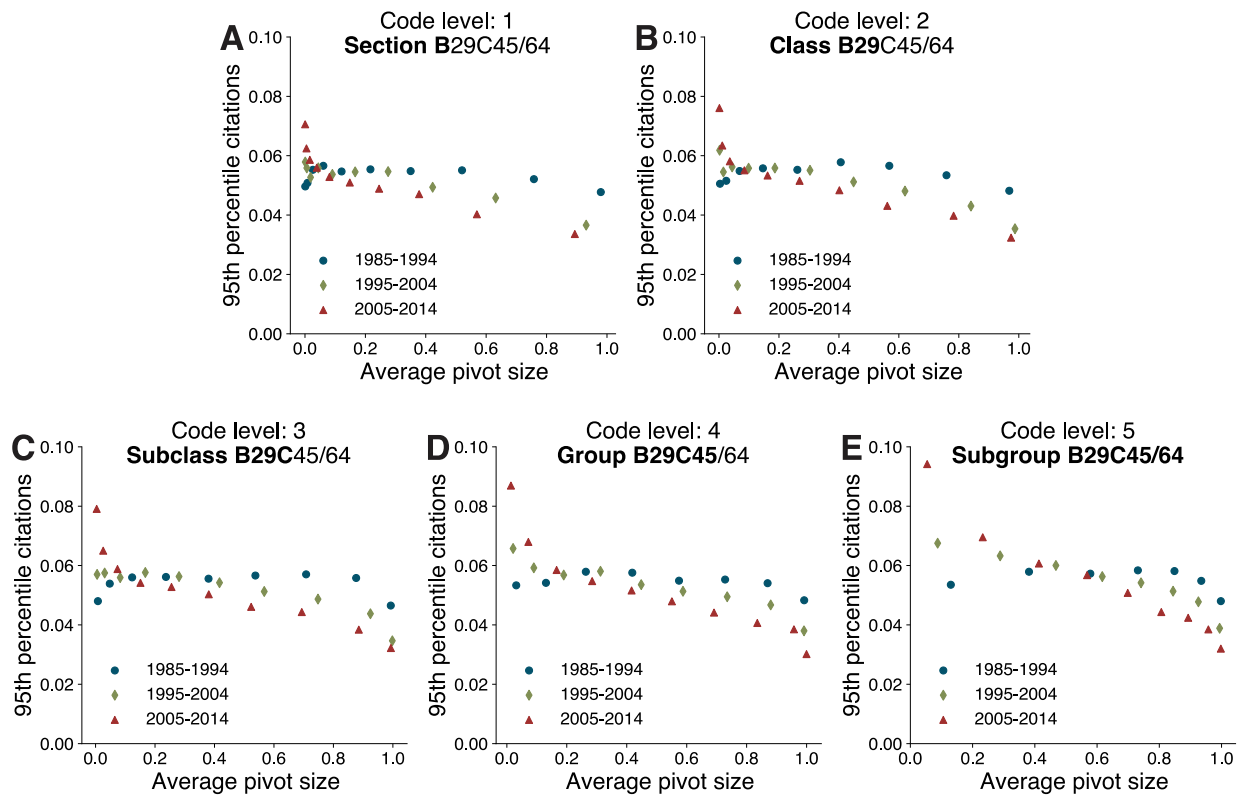 A
Code level: 1
Section B29C45/64
95th percentile citations
0.10
0.08
0.06
0.04
0.02
0.00
1985-1994
1995-2004
2005-2014
0.0 0.2 0.4 0.6 0.8 1.0
Average pivot size
B
Code level: 2
Class B29C45/64
95th percentile citations
0.10
0.08
0.06
0.04
0.02
0.00
1985-1994
1995-2004
2005-2014
0.0 0.2 0.4 0.6 0.8 1.0
Average pivot size
C
Code level: 3
Subclass B29C45/64
95th percentile citations
0.10
0.08
0.06
0.04
0.02
0.00
1985-1994
1995-2004
2005-2014
0.0 0.2 0.4 0.6 0.8 1.0
Average pivot size
D
Code level: 4
Group B29C45/64
95th percentile citations
0.10
0.08
0.06
0.04
0.02
0.00
1985-1994
1995-2004
2005-2014
0.0 0.2 0.4 0.6 0.8 1.0
Average pivot size
E
Code level: 5
Subgroup B29C45/64
95th percentile citations
0.10
0.08
0.06
0.04
0.02
0.00
1985-1994
1995-2004
2005-2014
0.0 0.2 0.4 0.6 0.8 1.0
Average pivot size